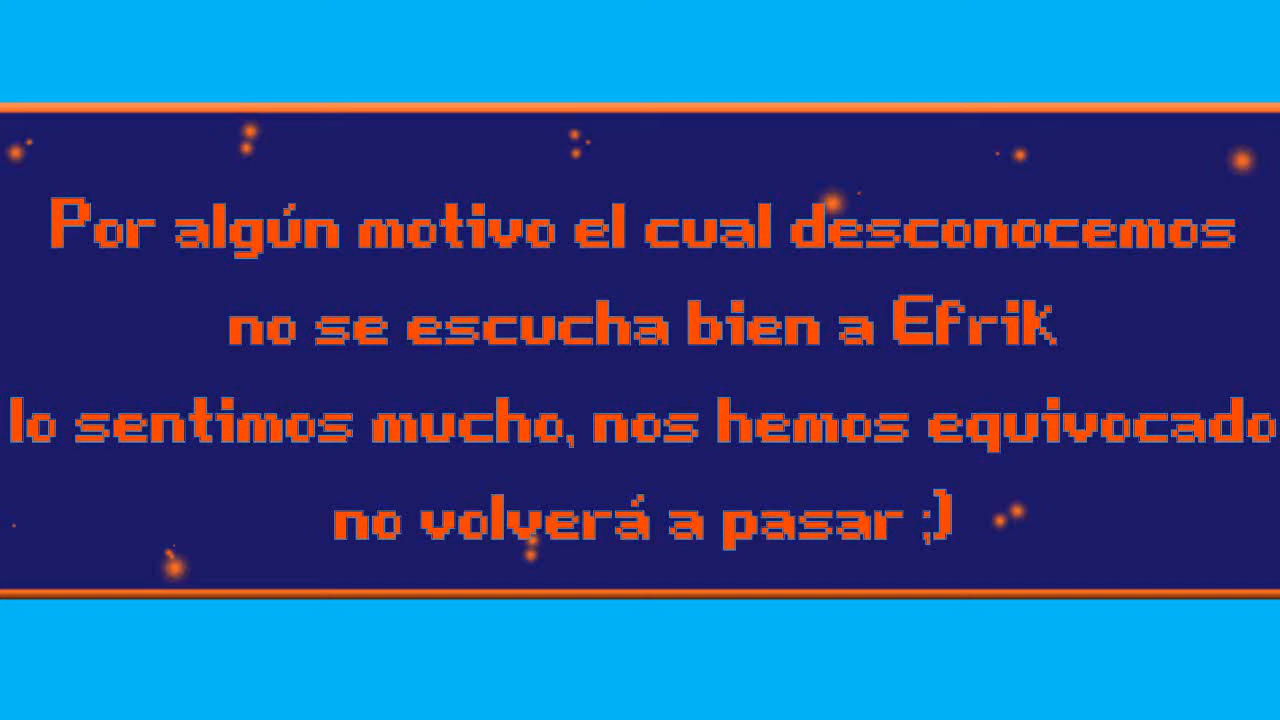 Por algún motivo el cual desconocemos
no se escucha bien a Efrik
lo sentimos mucho, nos hemos equivocado
no volverá a pasar ;)